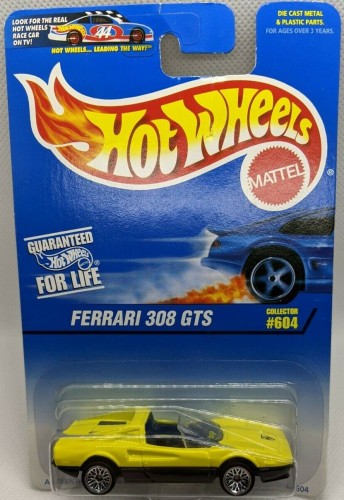 LOOK FOR THE REAL
HOT WHEELS
RACE CAR
ON TV!
44
HOT WHEELS... LEADING THE WAY!™
DIE CAST METAL
& PLASTIC PARTS.
FOR AGES OVER 3 YEARS.
HOT WHEELS
®
MATTEL
GUARANTEED
HOT WHEELS
FOR LIFE
FERRARI 308 GTS
COLLECTOR
#604